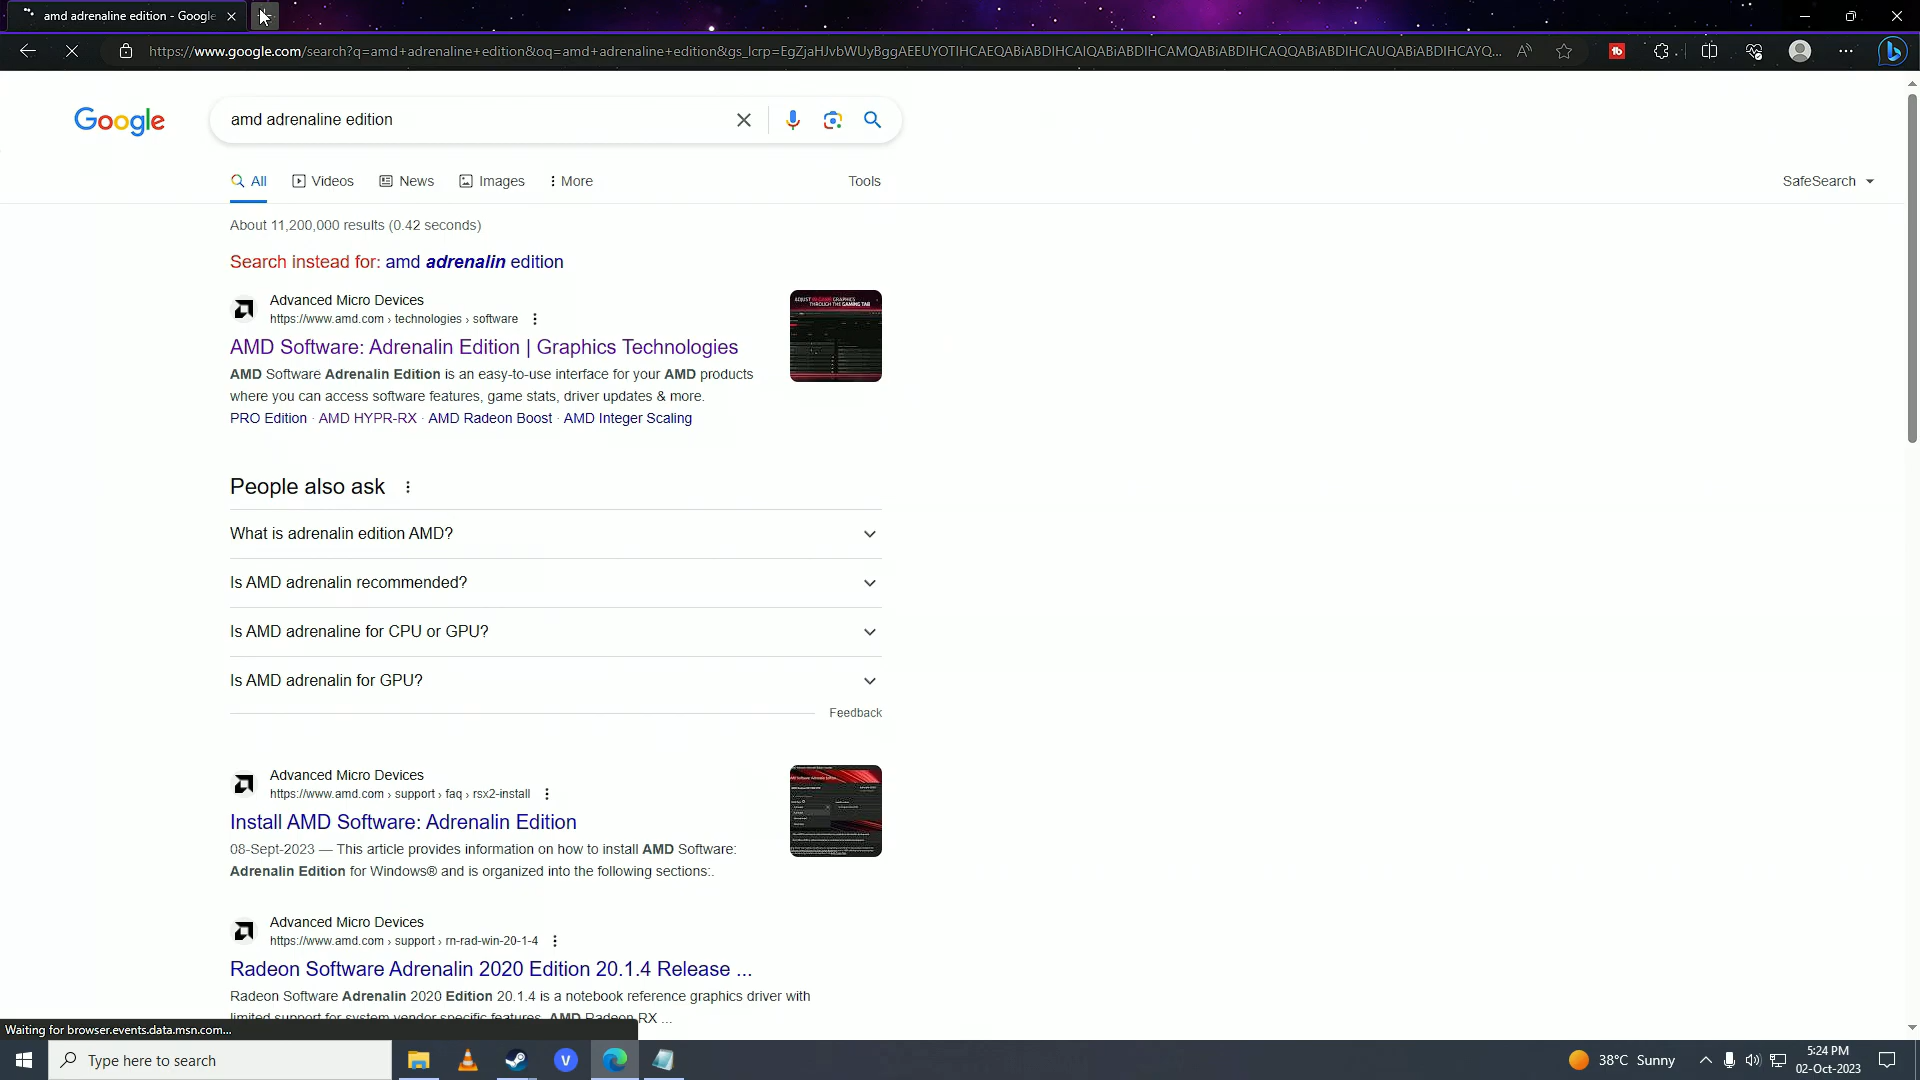 amd adrenaline edition - Google
https://www.google.com/search?q=amd+adrenaline+edition&oq=amd+adrenaline+edition&gs_lcrp=EgZjaHJvbWUyBggAEEUYOTIHCAEQABiABDIHCAIQABiABDIHCAMQABiABDIHCAQQABiABDIHCAUQABiABDIHCAYQ...
Google
amd adrenaline edition
All
Videos
News
Images
More
Tools
SafeSearch
About 11,200,000 results (0.42 seconds)
Search instead for: amd adrenalin edition
Advanced Micro Devices
https://www.amd.com › technologies › software
AMD Software: Adrenalin Edition | Graphics Technologies
AMD Software Adrenalin Edition is an easy-to-use interface for your AMD products
where you can access software features, game stats, driver updates & more.
PRO Edition · AMD HYPR-RX · AMD Radeon Boost · AMD Integer Scaling
People also ask
What is adrenalin edition AMD?
Is AMD adrenalin recommended?
Is AMD adrenaline for CPU or GPU?
Is AMD adrenalin for GPU?
Feedback
Advanced Micro Devices
https://www.amd.com › support › faq › rsx2-install
Install AMD Software: Adrenalin Edition
08-Sept-2023 — This article provides information on how to install AMD Software:
Adrenalin Edition for Windows® and is organized into the following sections:.
Advanced Micro Devices
https://www.amd.com › support › rn-rad-win-20-1-4
Radeon Software Adrenalin 2020 Edition 20.1.4 Release ...
Radeon Software Adrenalin 2020 Edition 20.1.4 is a notebook reference graphics driver with
limited support for system vendor specific features. AMD Radeon RX ...
Waiting for browser.events.data.msn.com...
Type here to search
38°C Sunny
5:24 PM
02-Oct-2023